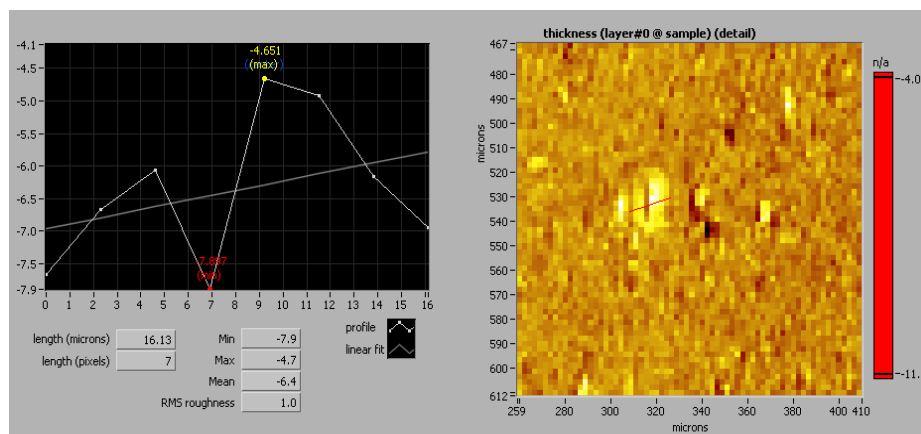 thickness (layer#0 @ sample) (detail)
-4.1
-4.5
-5.0
-5.5
-6.0
-6.5
-7.0
-7.5
-7.9
-4.651
(max)
0 1 2 3 4 5 6 7 8 9 10 11 12 13 14 16
length (microns) 16.13
length (pixels) 7
Min -7.9
Max -4.7
Mean -6.4
RMS roughness 1.0
profile
linear fit
microns
467
480
490
500
510
520
530
540
550
560
570
580
590
600
612
259 280 300 320 340 360 380 400 410
microns
n/a
-4.0
-11.